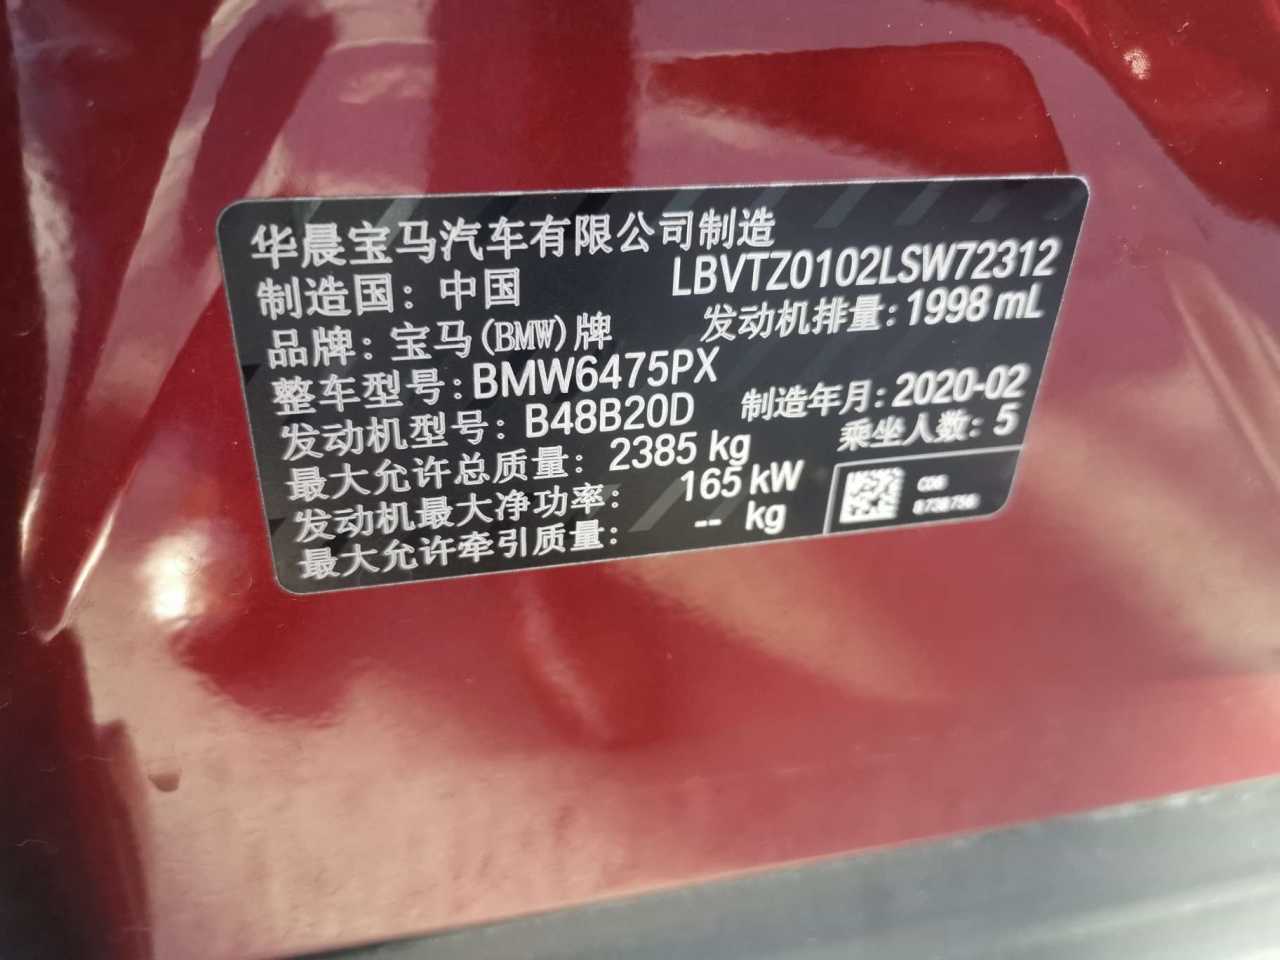 华晨宝马汽车有限公司制造
制造国：中国 LBVTZ0102LSW72312
品牌：宝马(BMW)牌 发动机排量：1998 mL
整车型号：BMW6475PX
发动机型号：B48B20D 制造年月：2020-02
最大允许总质量：2385 kg 乘坐人数：5
发动机最大净功率：165 kW
最大允许牵引质量：-- kg
CD6
8738756